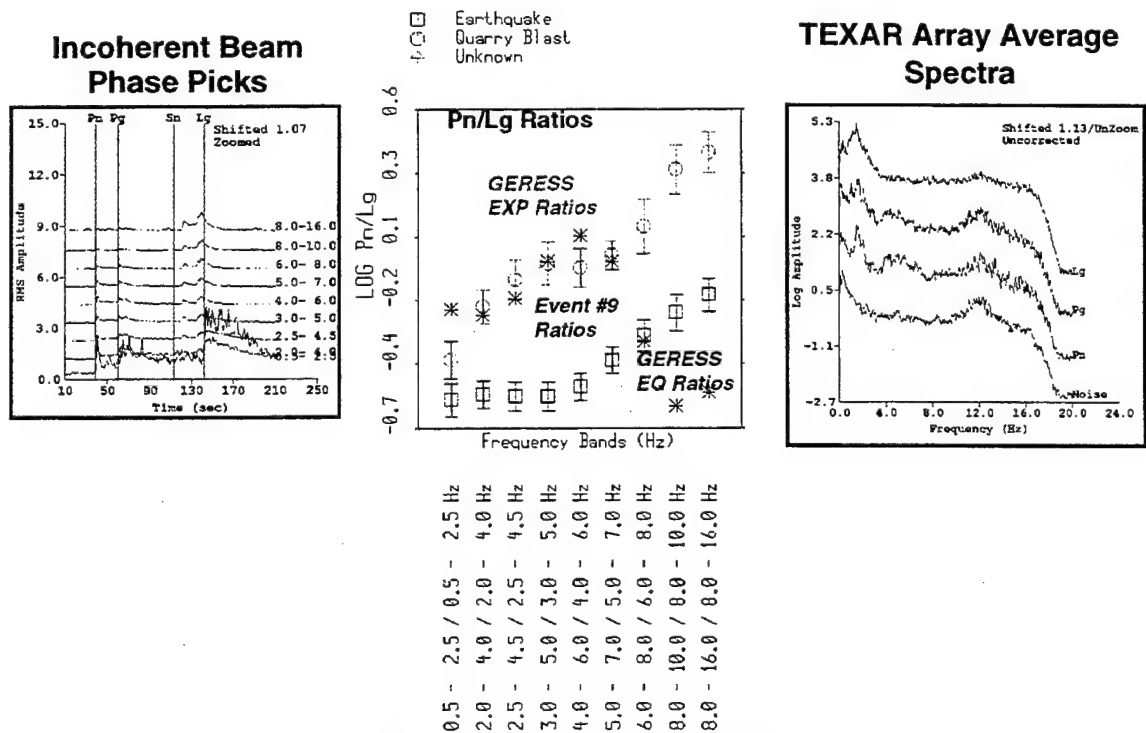 Incoherent Beam
Phase Picks
Pn Pg Sn Lg
Shifted 1.07
Zoomed
15.0
12.0
9.0
6.0
3.0
0.0
RMS Amplitude
8.0-16.0
8.0-10.0
6.0- 8.0
5.0- 7.0
4.0- 6.0
3.0- 5.0
2.5- 4.5
2.0- 4.0
10 50 90 130 170 210 250
Time (sec)
Earthquake
Quarry Blast
Unknown
Pn/Lg Ratios
GERESS
EXP Ratios
Event #9
Ratios
GERESS
EQ Ratios
0.6
0.3
0.1
-0.2
-0.4
-0.7
LOG Pn/Lg
Frequency Bands (Hz)
0.5 - 2.5 / 0.5 - 2.5 Hz
2.0 - 4.0 / 2.0 - 4.0 Hz
2.5 - 4.5 / 2.5 - 4.5 Hz
3.0 - 5.0 / 3.0 - 5.0 Hz
4.0 - 6.0 / 4.0 - 6.0 Hz
5.0 - 7.0 / 5.0 - 7.0 Hz
6.0 - 8.0 / 6.0 - 8.0 Hz
8.0 - 10.0 / 8.0 - 10.0 Hz
8.0 - 16.0 / 8.0 - 16.0 Hz
TEXAR Array Average
Spectra
Shifted 1.13/UnZoom
Uncorrected
5.3
3.8
2.2
0.5
-1.1
-2.7
Log Amplitude
Lg
Pg
Pn
Noise
0.0 4.0 8.0 12.0 16.0 20.0 24.0
Frequency (Hz)